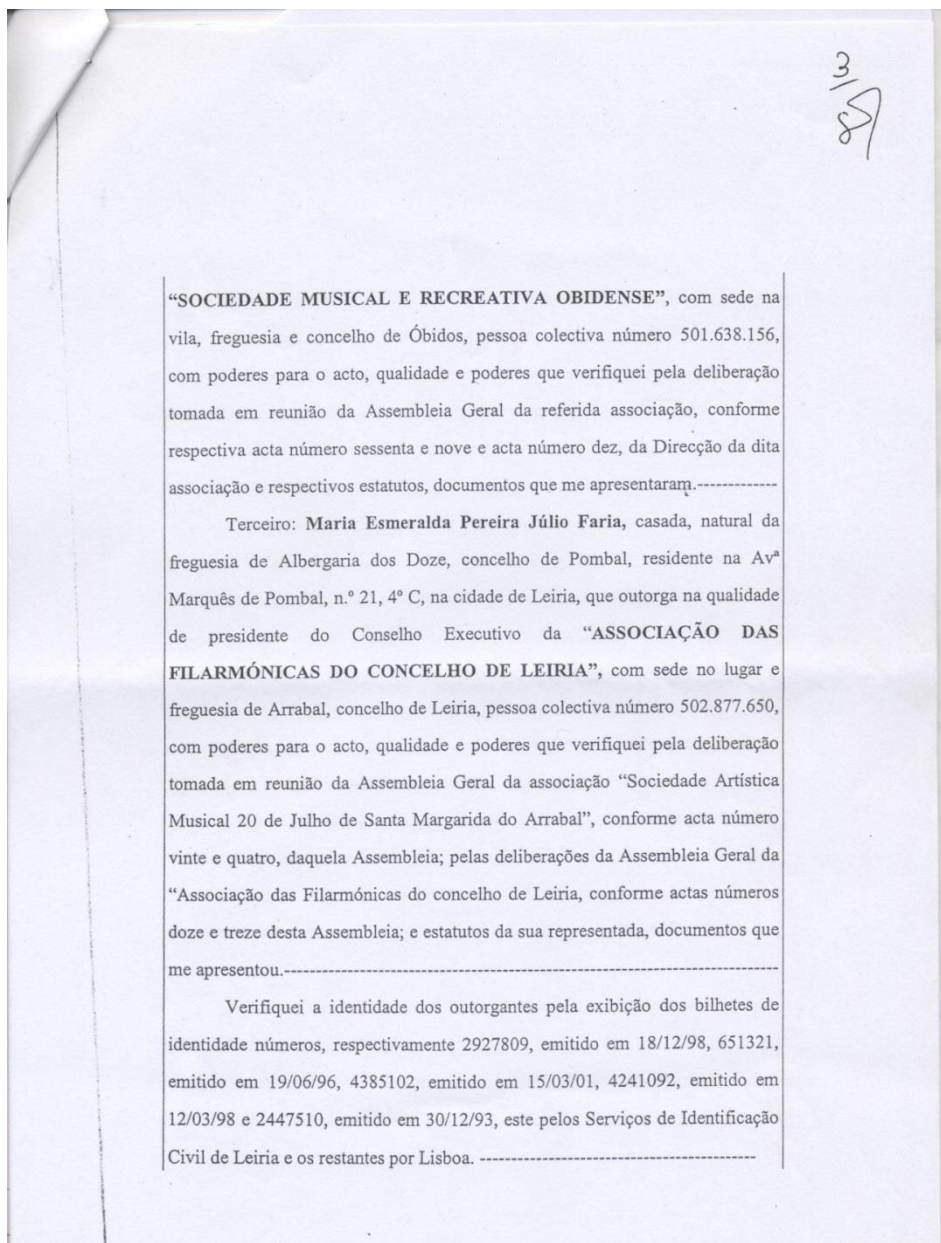 3
“SOCIEDADE MUSICAL E RECREATIVA OBIDENSE”, com sede na
vila, freguesia e concelho de Óbidos, pessoa colectiva número 501.638.156,
com poderes para o acto, qualidade e poderes que verifiquei pela deliberação
tomada em reunião da Assembleia Geral da referida associação, conforme
respectiva acta número sessenta e nove e acta número dez, da Direcção da dita
associação e respectivos estatutos, documentos que me apresentaram.-------------
Terceiro: Maria Esmeralda Pereira Júlio Faria, casada, natural da
freguesia de Albergaria dos Doze, concelho de Pombal, residente na Avª
Marquês de Pombal, n.º 21, 4º C, na cidade de Leiria, que outorga na qualidade
de presidente do Conselho Executivo da “ASSOCIAÇÃO DAS
FILARMÓNICAS DO CONCELHO DE LEIRIA”, com sede no lugar e
freguesia de Arrabal, concelho de Leiria, pessoa colectiva número 502.877.650,
com poderes para o acto, qualidade e poderes que verifiquei pela deliberação
tomada em reunião da Assembleia Geral da associação “Sociedade Artística
Musical 20 de Julho de Santa Margarida do Arrabal”, conforme acta número
vinte e quatro, daquela Assembleia; pelas deliberações da Assembleia Geral da
“Associação das Filarmónicas do concelho de Leiria, conforme actas números
doze e treze desta Assembleia; e estatutos da sua representada, documentos que
me apresentou.--------------------------------------------------------------------------
Verifiquei a identidade dos outorgantes pela exibição dos bilhetes de
identidade números, respectivamente 2927809, emitido em 18/12/98, 651321,
emitido em 19/06/96, 4385102, emitido em 15/03/01, 4241092, emitido em
12/03/98 e 2447510, emitido em 30/12/93, este pelos Serviços de Identificação
Civil de Leiria e os restantes por Lisboa. -----------------------------------------